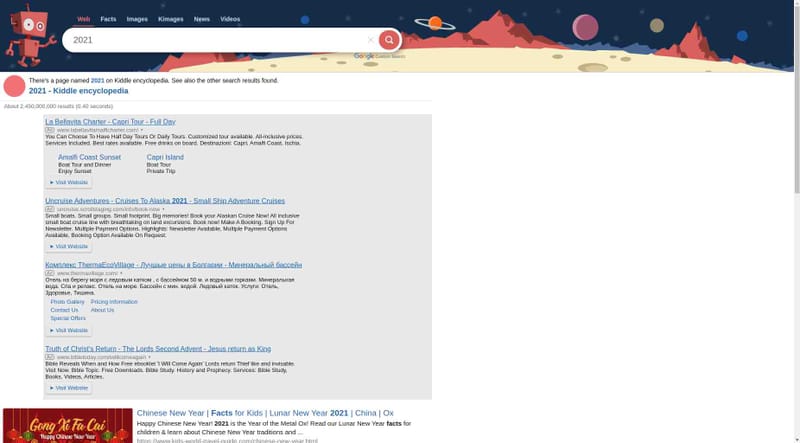 Web Facts Images Kimages News Videos
2021
Google Custom Search
There's a page named 2021 on Kiddle encyclopedia. See also the other search results found.
2021 - Kiddle encyclopedia
About 2,450,000,000 results (0.40 seconds)
La Bellavita Charter - Capri Tour - Full Day
Ad www.labellavitaamalficharter.com/
You Can Choose To Have Half Day Tours Or Daily Tours. Customized tour available. All-inclusive prices.
Services Included. Best rates available. Free drinks on board. Destinazioni: Capri, Amalfi Coast, Ischia.
Amalfi Coast Sunset Capri Island
Boat Tour and Dinner Boat Tour
Enjoy Sunset Private Trip
► Visit Website
Uncruise Adventures - Cruises To Alaska 2021 - Small Ship Adventure Cruises
Ad
Small boats. Small groups. Small footprint. Big memories! Book your Alaskan Cruise Now! All inclusive
small boat cruise line with breathtaking on land excursions. Book now! Make A Booking. Sign Up For
Newsletter. Multiple Payment Options. Highlights: Newsletter Available, Multiple Payment Options
Available, Booking Option Available On Request.
► Visit Website
Комплекс ThermaEcoVillage - Лучшые цены в Болгарии - Минеральный бассейн
Ad www.thermavillage.com/
Отель на берегу моря с ледовым катком , с бассейном 50 м. и водными горками. Минеральная
вода. Спа и релакс. Отель на море. Бассейн с мин. водой. Ледовый каток. Услуги: Отель,
Здоровье, Тишина.
Photo Gallery Pricing Information
Contact Us About Us
Special Offers
► Visit Website
Truth of Christ's Return - The Lords Second Advent - Jesus return as King
Ad www.bibletoday.com/iwillcomeagain/
Bible Reveals When and How Free ebooklet 'I Will Come Again' Lords return Thief like and Invisable.
Visit Now. Bible Topic. Free Downloads. Bible Study. History and Prophecy. Services: Bible Study,
Books, Videos, Articles.
► Visit Website
Gong Xi Fa Cai
Happy Chinese New Year
Chinese New Year | Facts for Kids | Lunar New Year 2021 | China | Ox
Happy Chinese New Year! 2021 is the Year of the Metal Ox! Read our Lunar New Year facts for
children & learn about Chinese New Year traditions and ...
https://www.kids-world-travel-guide.com/chinese-new-year.html